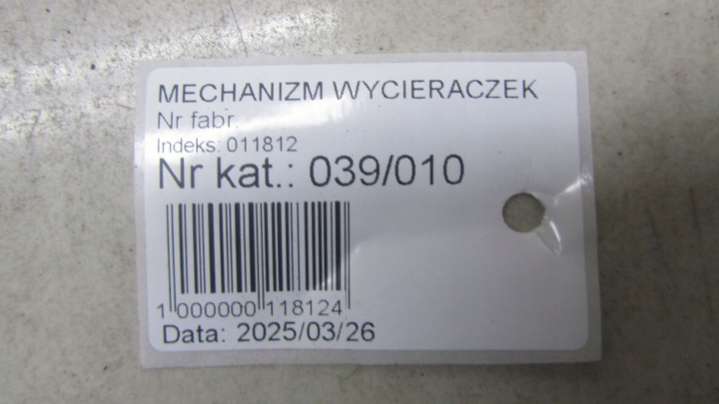 MECHANIZM WYCIERACZEK
Nr fabr.
Indeks: 011812
Nr kat.: 039/010
1 000000 118124
Data: 2025/03/26